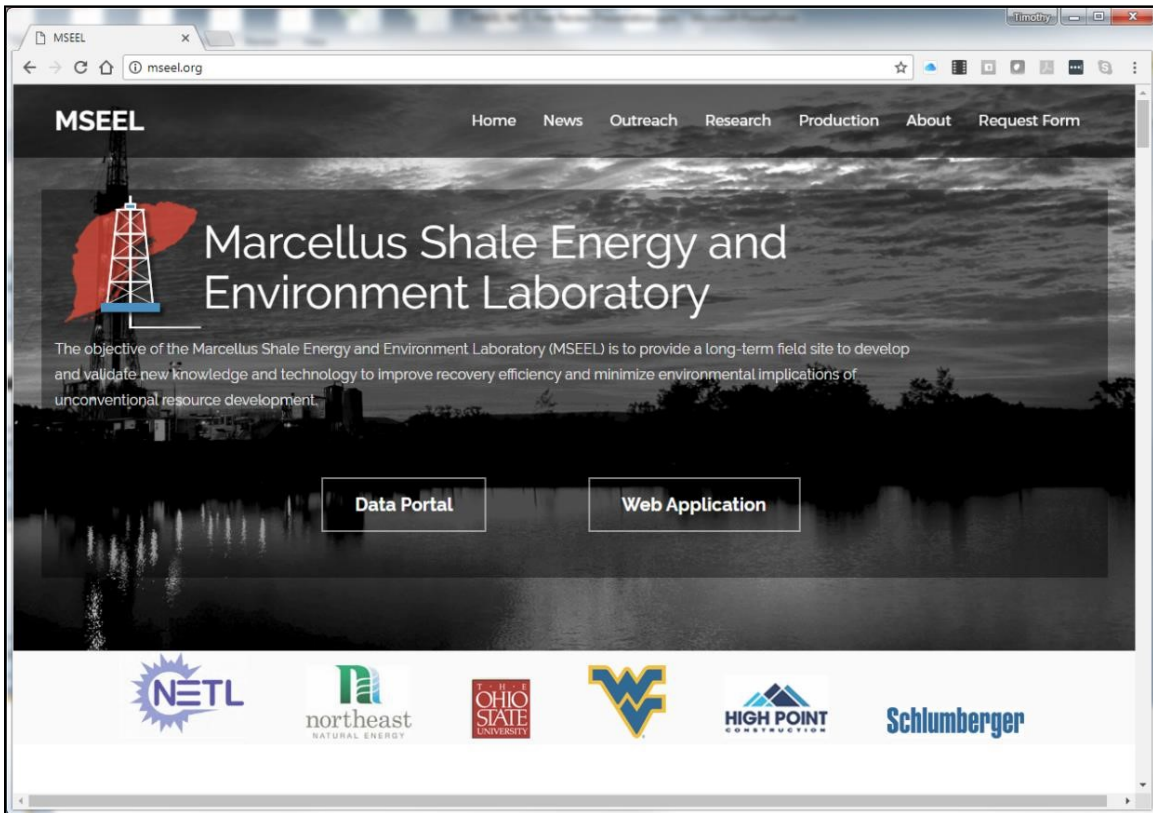 Timothy
MSEEL
mseel.org
MSEEL
Home News Outreach Research Production About Request Form
Marcellus Shale Energy and
Environment Laboratory
The objective of the Marcellus Shale Energy and Environment Laboratory (MSEEL) is to provide a long-term field site to develop
and validate new knowledge and technology to improve recovery efficiency and minimize environmental implications of
unconventional resource development.
Data Portal
Web Application
NETL
northeast
NATURAL ENERGY
T · H · E
OHIO
STATE
UNIVERSITY
WV
HIGH POINT
CONSTRUCTION
Schlumberger